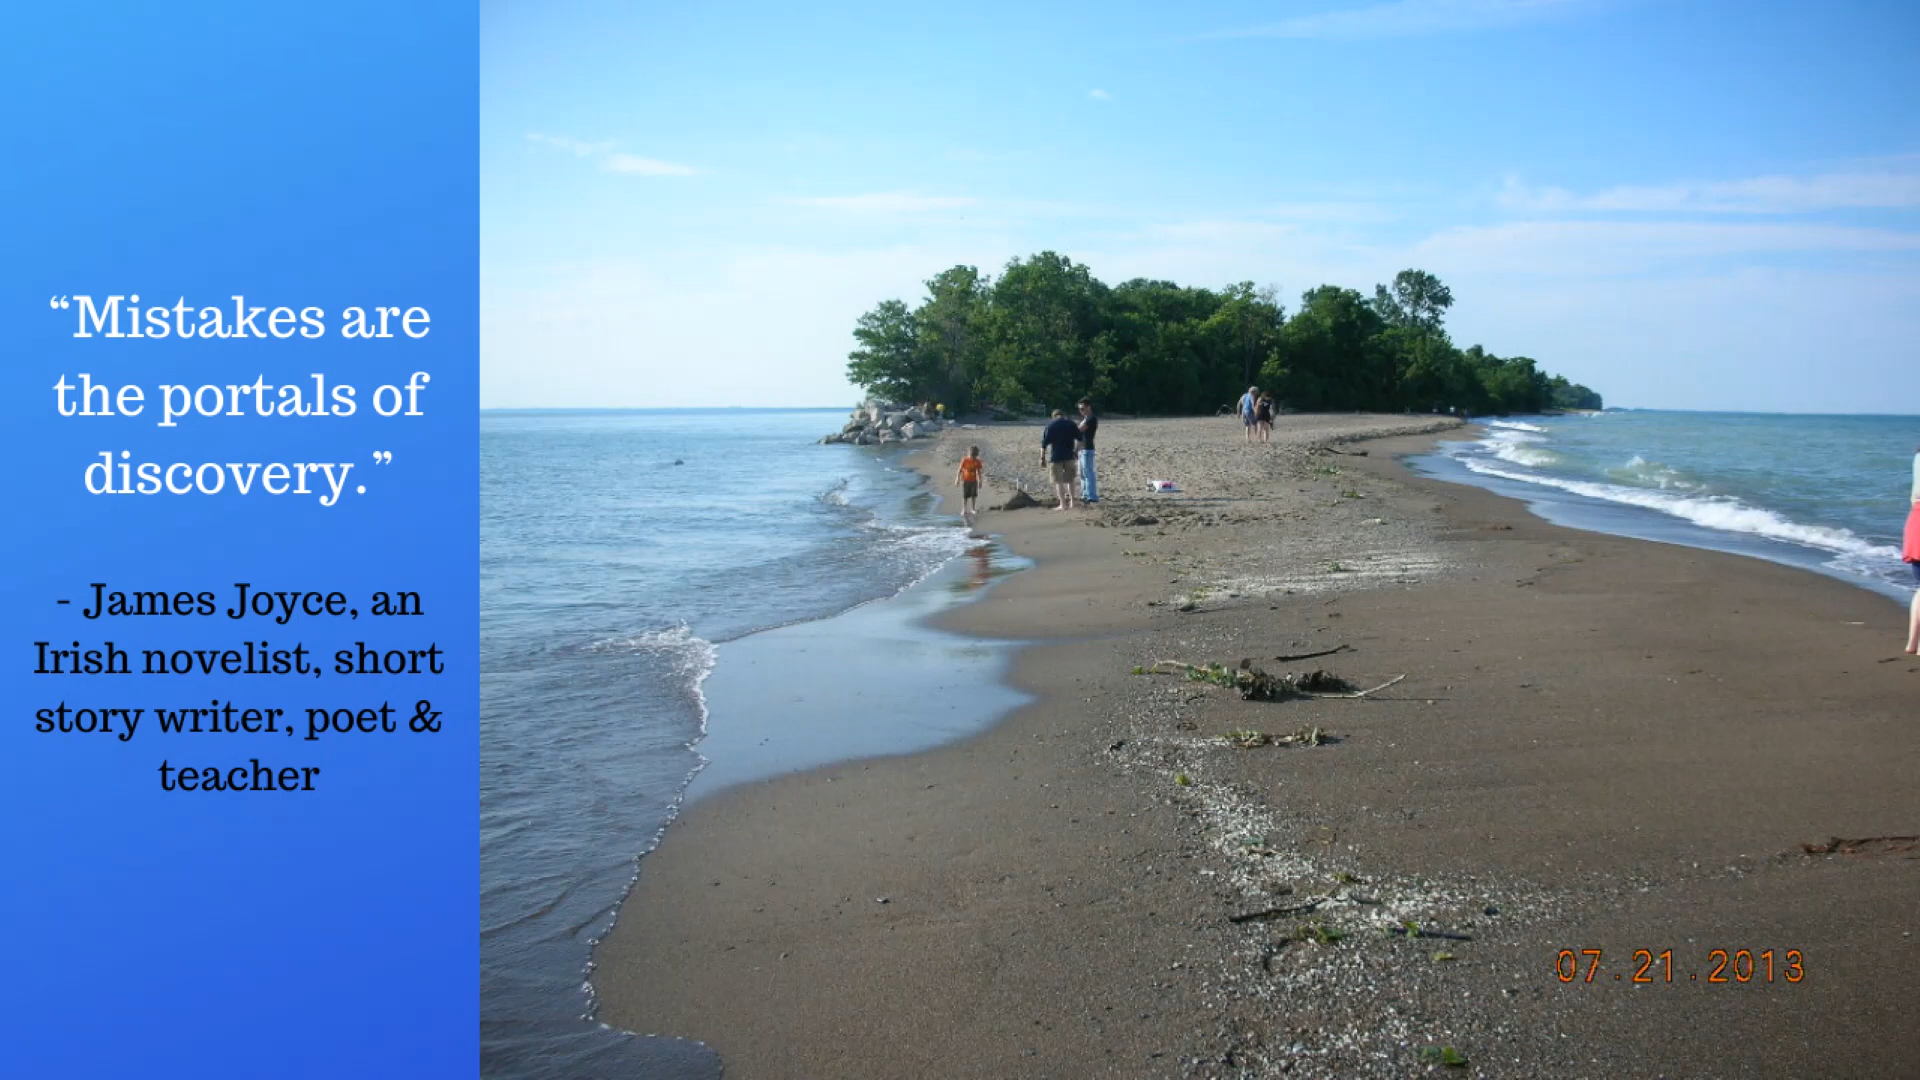 “Mistakes are
the portals of
discovery.”
- James Joyce, an
Irish novelist, short
story writer, poet &
teacher
07.21.2013